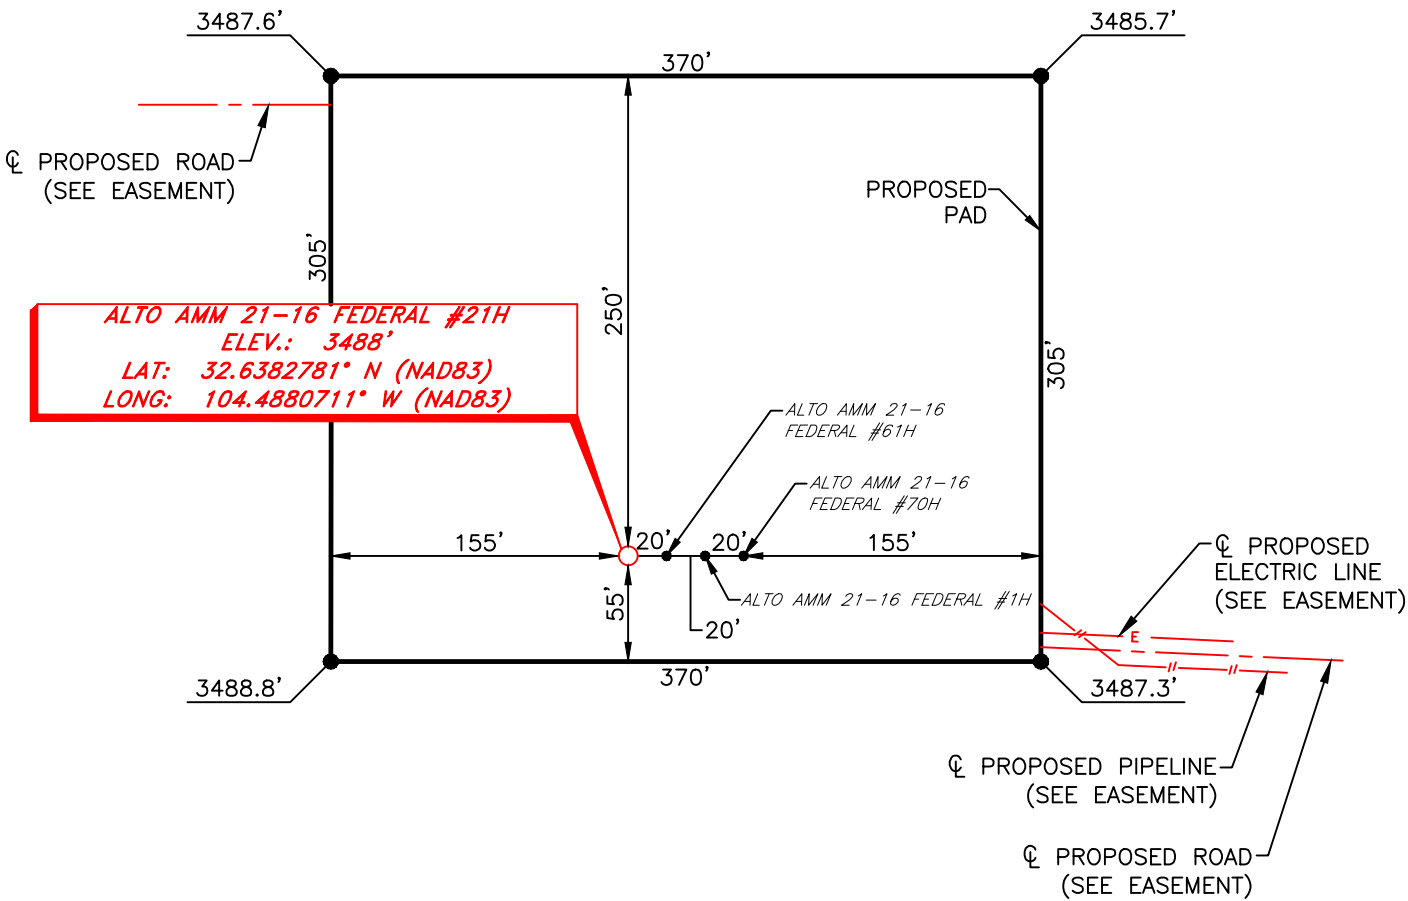 3487.6'
3485.7'
370'
℄ PROPOSED ROAD
(SEE EASEMENT)
PROPOSED
PAD
305'
250'
305'
ALTO AMM 21-16 FEDERAL #21H
ELEV.: 3488'
LAT: 32.6382781° N (NAD83)
LONG: 104.4880711° W (NAD83)
ALTO AMM 21-16
FEDERAL #61H
ALTO AMM 21-16
FEDERAL #70H
155'
20'
20'
155'
℄ PROPOSED
ELECTRIC LINE
(SEE EASEMENT)
55'
ALTO AMM 21-16 FEDERAL #1H
20'
E
370'
3488.8'
3487.3'
℄ PROPOSED PIPELINE
(SEE EASEMENT)
℄ PROPOSED ROAD
(SEE EASEMENT)